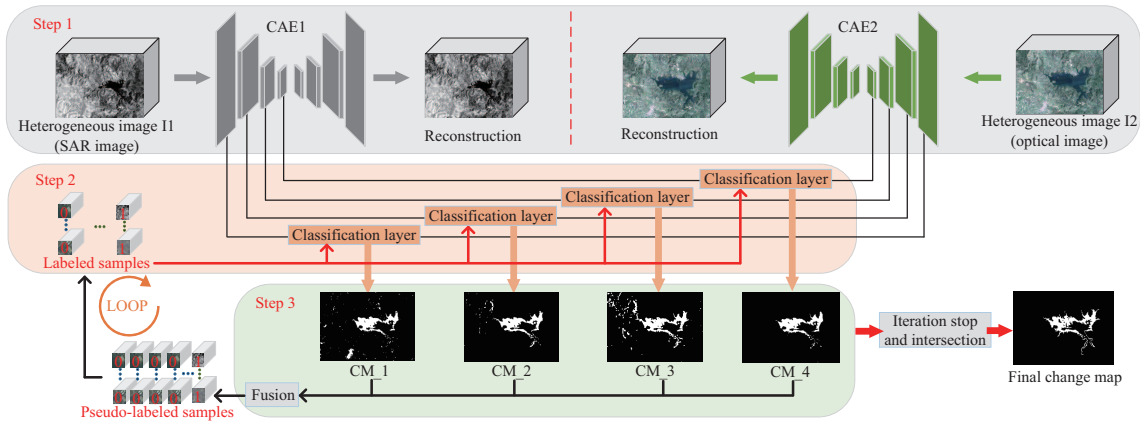 Step 1
CAE1
CAE2
Heterogeneous image I1
(SAR image)
Reconstruction
Reconstruction
Heterogeneous image I2
(optical image)
Step 2
Classification layer
Classification layer
Classification layer
Classification layer
Labeled samples
LOOP
Step 3
CM_1
CM_2
CM_3
CM_4
Iteration stop
and intersection
Final change map
Fusion
Pseudo-labeled samples